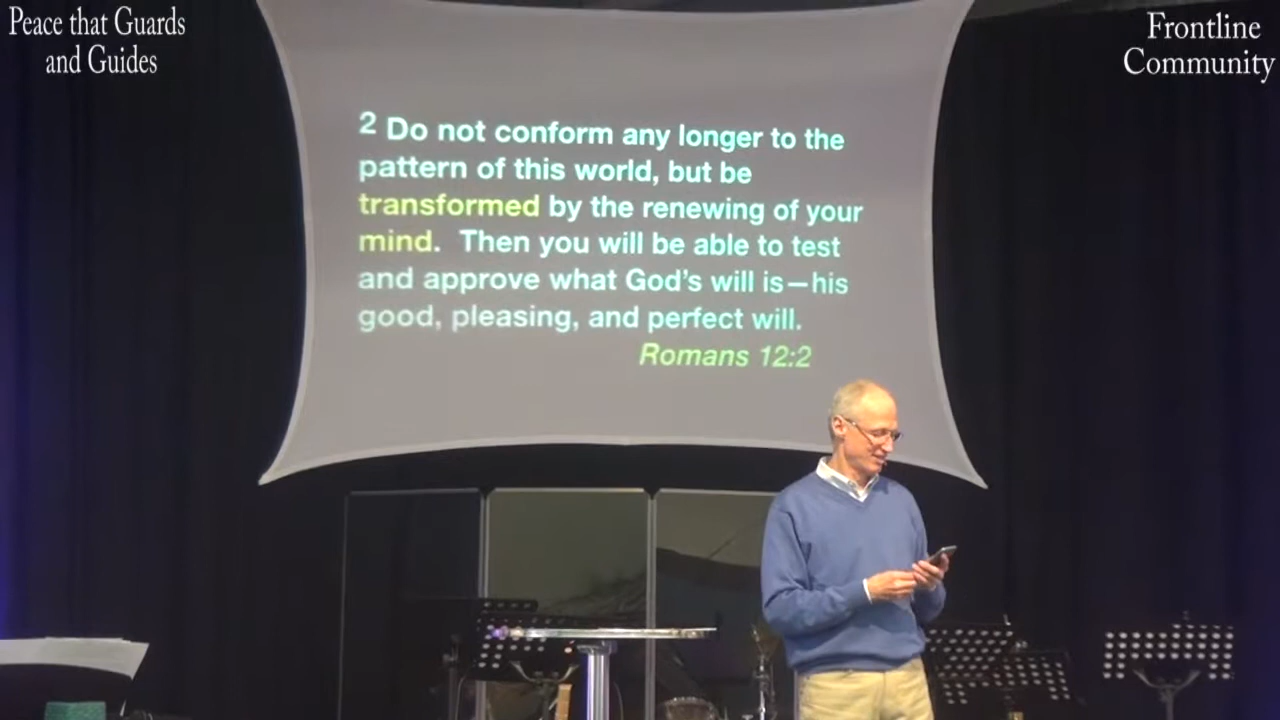 Peace that Guards
and Guides
Frontline
Community
2 Do not conform any longer to the
pattern of this world, but be
transformed by the renewing of your
mind. Then you will be able to test
and approve what God's will is—his
good, pleasing, and perfect will.
Romans 12:2